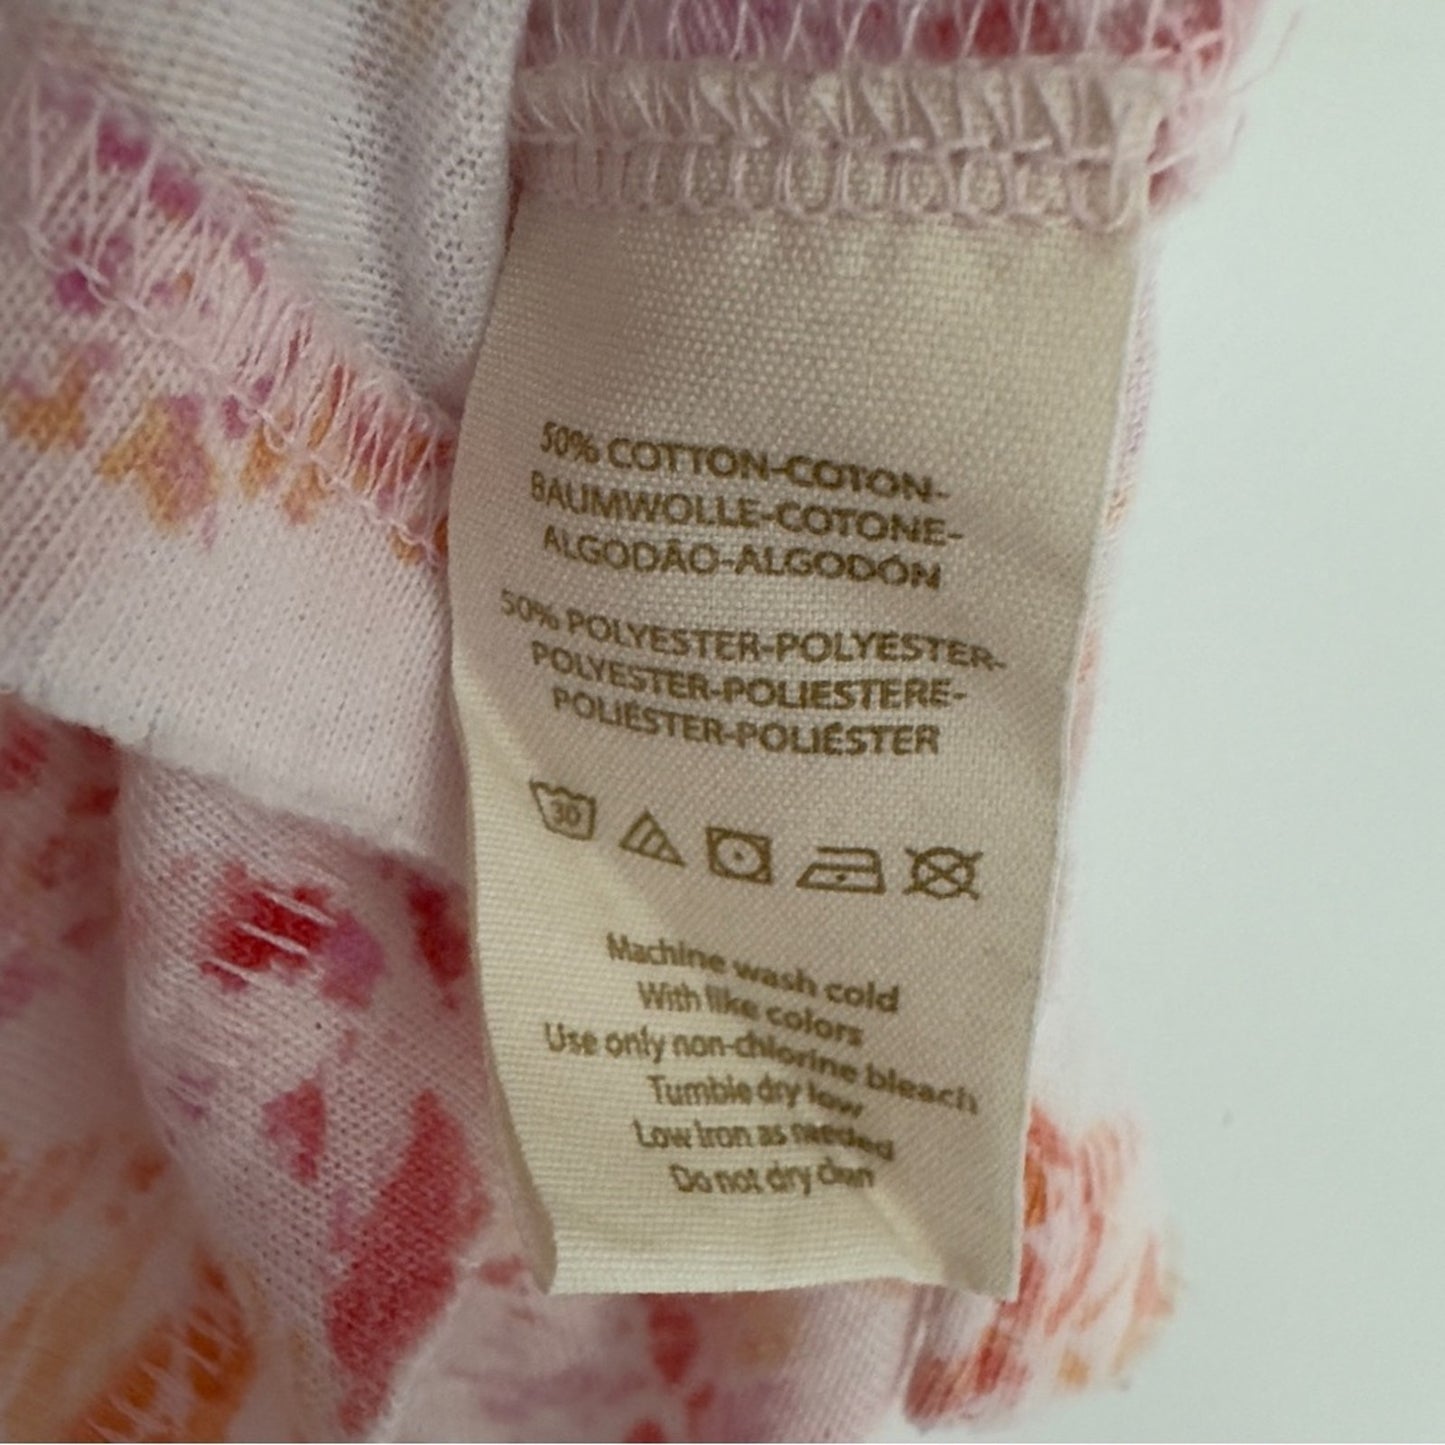 50% COTTON-COTON-
BAUMWOLLE-COTONE-
ALGODÃO-ALGODÓN
50% POLYESTER-POLYESTER-
POLYESTER-POLIESTERE-
POLIÉSTER-POLIÉSTER
30
Machine wash cold
With like colors
Use only non-chlorine bleach
Tumble dry low
Low Iron as needed
Do not dry clean